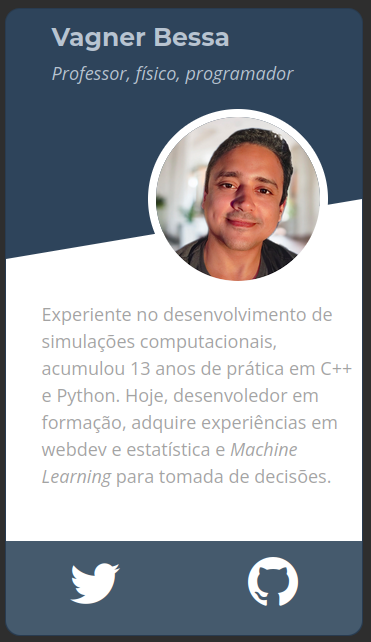 Vagner Bessa
Professor, físico, programador
Experiente no desenvolvimento de
simulações computacionais,
acumulou 13 anos de prática em C++
e Python. Hoje, desenvoledor em
formação, adquire experiências em
webdev e estatística e Machine
Learning para tomada de decisões.